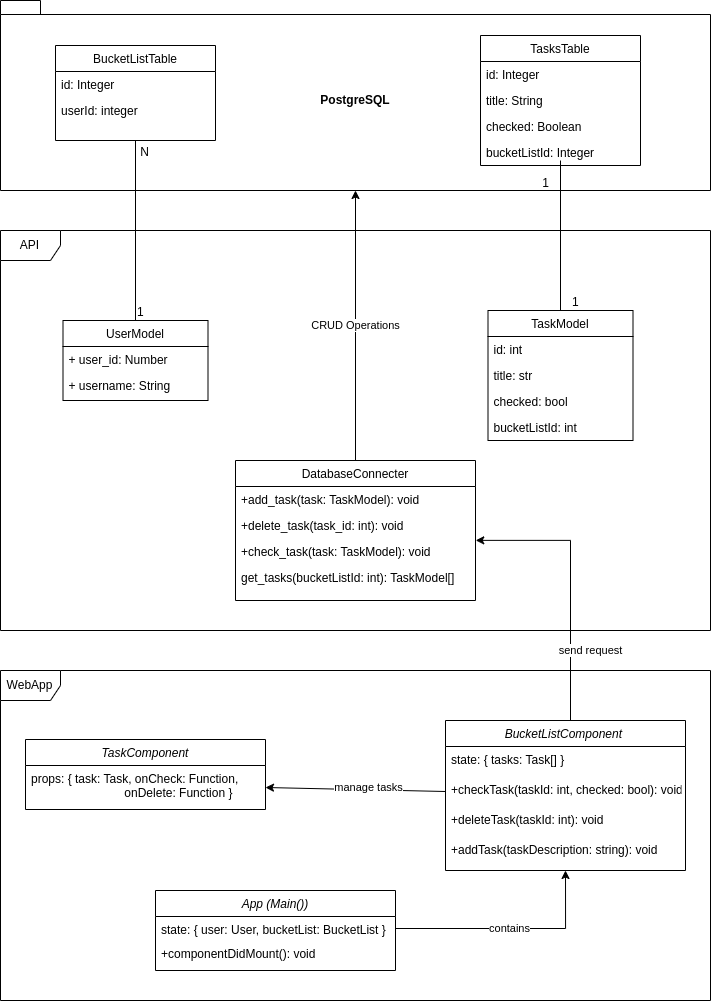 BucketListTable
id: Integer
userId: integer
PostgreSQL
TasksTable
id: Integer
title: String
checked: Boolean
bucketListId: Integer
N
1
API
1
1
UserModel
+ user_id: Number
+ username: String
CRUD Operations
TaskModel
id: int
title: str
checked: bool
bucketListId: int
DatabaseConnecter
+add_task(task: TaskModel): void
+delete_task(task_id: int): void
+check_task(task: TaskModel): void
get_tasks(bucketListId: int): TaskModel[]
send request
WebApp
TaskComponent
props: { task: Task, onCheck: Function,
onDelete: Function }
manage tasks
BucketListComponent
state: { tasks: Task[] }
+checkTask(taskId: int, checked: bool): void
+deleteTask(taskId: int): void
+addTask(taskDescription: string): void
App (Main())
state: { user: User, bucketList: BucketList }
+componentDidMount(): void
contains